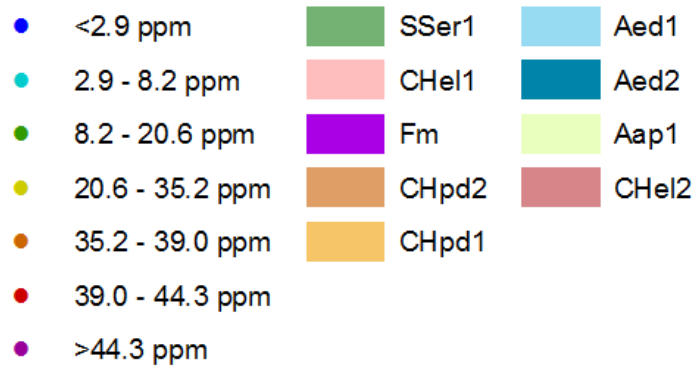 <2.9 ppm
2.9 - 8.2 ppm
8.2 - 20.6 ppm
20.6 - 35.2 ppm
35.2 - 39.0 ppm
39.0 - 44.3 ppm
>44.3 ppm
SSer1
CHel1
Fm
CHpd2
CHpd1
Aed1
Aed2
Aap1
CHel2